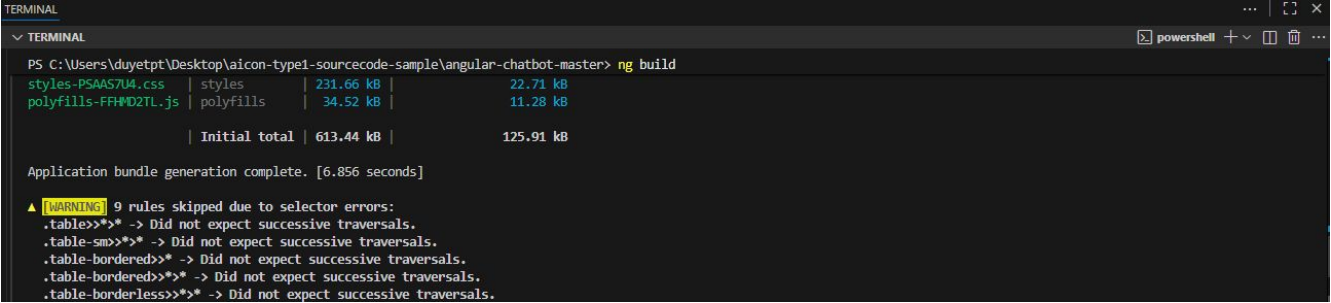 TERMINAL
TERMINAL
powershell
PS C:\Users\duyetpt\Desktop\aicon-type1-sourcecode-sample\angular-chatbot-master> ng build
styles-PSAAS7U4.css | styles | 231.66 kB | 22.71 kB
polyfills-FFHMD2TL.js | polyfills | 34.52 kB | 11.28 kB
| Initial total | 613.44 kB | 125.91 kB
Application bundle generation complete. [6.856 seconds]
▲ [WARNING] 9 rules skipped due to selector errors:
.table>>*>* -> Did not expect successive traversals.
.table-sm>>*>* -> Did not expect successive traversals.
.table-bordered>>* -> Did not expect successive traversals.
.table-bordered>>*>* -> Did not expect successive traversals.
.table-borderless>>*>* -> Did not expect successive traversals.